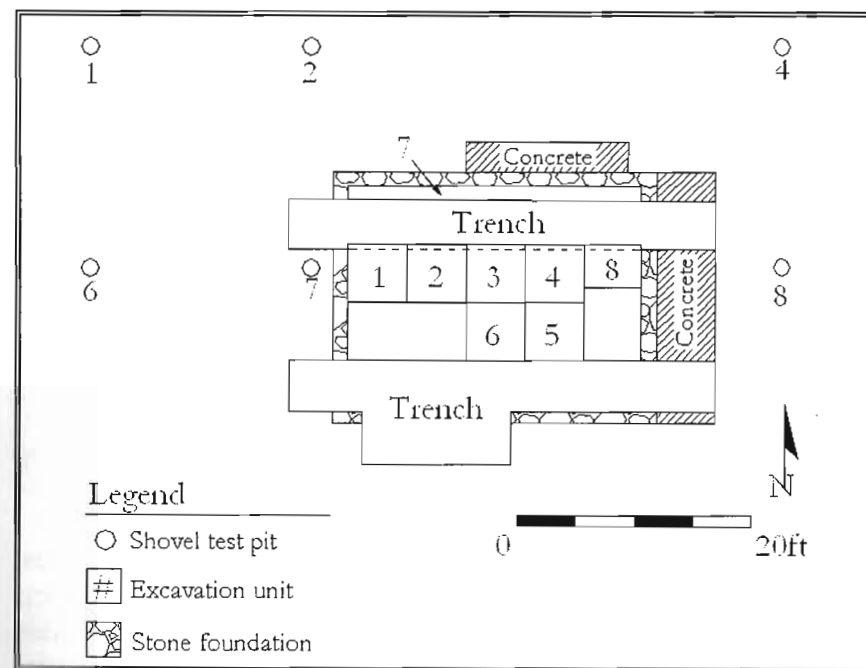 1 2 4
7
Concrete
Trench
6 7 1 2 3 4 8 Concrete 8
6 5
Trench
N
Legend
0 20ft
Shovel test pit
# Excavation unit
Stone foundation